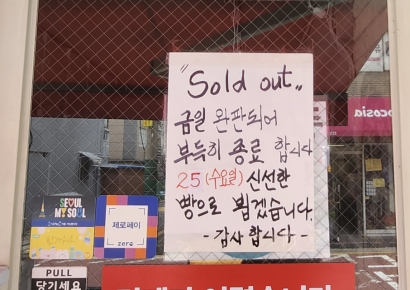 "Sold out"
금일 완판되어
부득히 종료 합니다
25 (수요일) 신선한
빵으로 뵙겠습니다.
- 감사 합니다 -
SEOUL
MY SOUL
제로페이
zero
PULL
당기세요